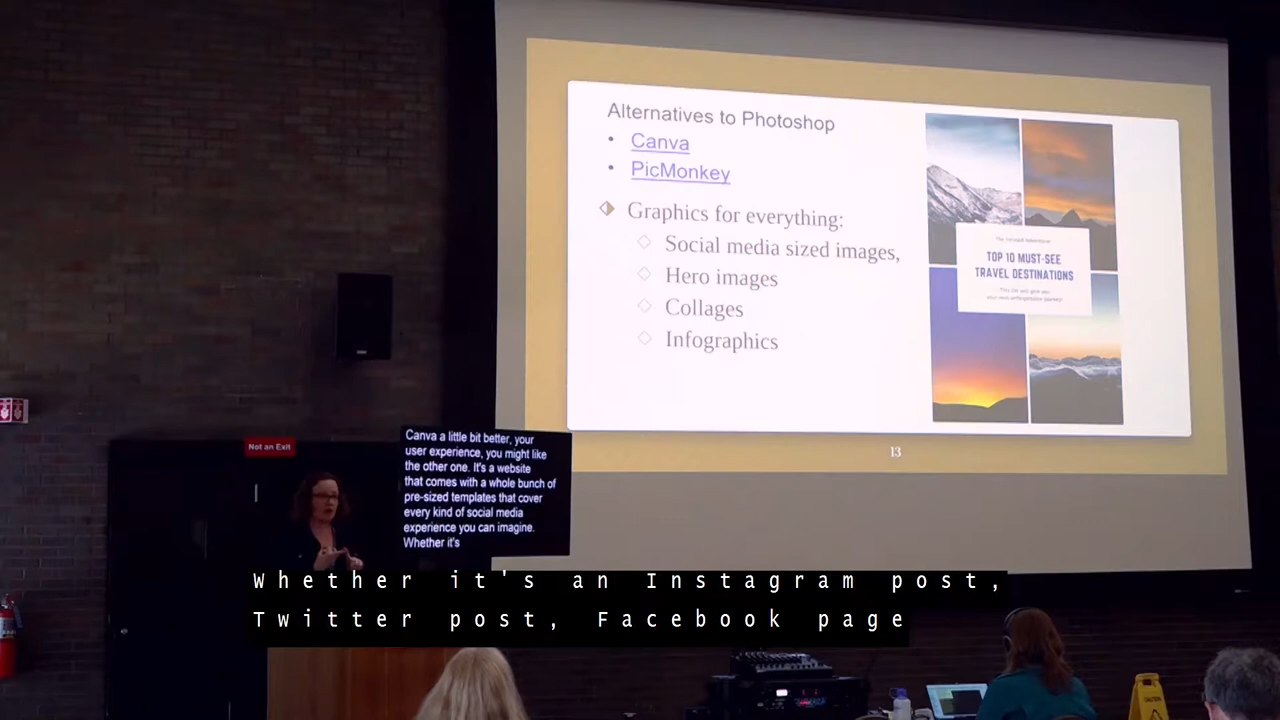 Alternatives to Photoshop
• Canva
• PicMonkey
Graphics for everything:
Social media sized images,
Hero images
Collages
Infographics
TOP 10 MUST-SEE
TRAVEL DESTINATIONS
13
Not an Exit
Canva a little bit better, your
user experience, you might like
the other one. It's a website
that comes with a whole bunch of
pre-sized templates that cover
every kind of social media
experience you can imagine.
Whether it's
Whether it's an Instagram post,
Twitter post, Facebook page
CAUTION